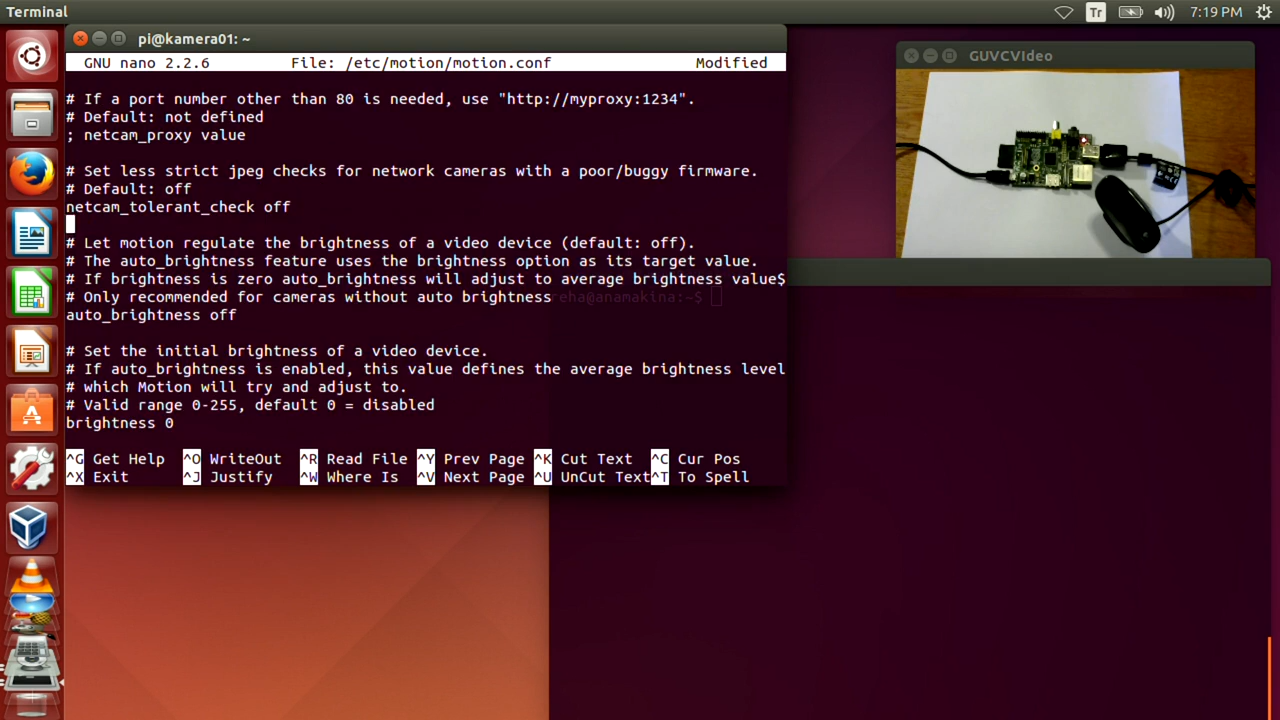 Terminal
Tr
7:19 PM
pi@kamera01: ~
GNU nano 2.2.6 File: /etc/motion/motion.conf Modified
# If a port number other than 80 is needed, use "http://myproxy:1234".
# Default: not defined
; netcam_proxy value
# Set less strict jpeg checks for network cameras with a poor/buggy firmware.
# Default: off
netcam_tolerant_check off
# Let motion regulate the brightness of a video device (default: off).
# The auto_brightness feature uses the brightness option as its target value.
# If brightness is zero auto_brightness will adjust to average brightness value$
# Only recommended for cameras without auto brightness
auto_brightness off
# Set the initial brightness of a video device.
# If auto_brightness is enabled, this value defines the average brightness level
# which Motion will try and adjust to.
# Valid range 0-255, default 0 = disabled
brightness 0
^G Get Help ^O WriteOut ^R Read File ^Y Prev Page ^K Cut Text ^C Cur Pos
^X Exit ^J Justify ^W Where Is ^V Next Page ^U UnCut Text ^T To Spell
GUVCVIdeo
reha@anamakina:~$